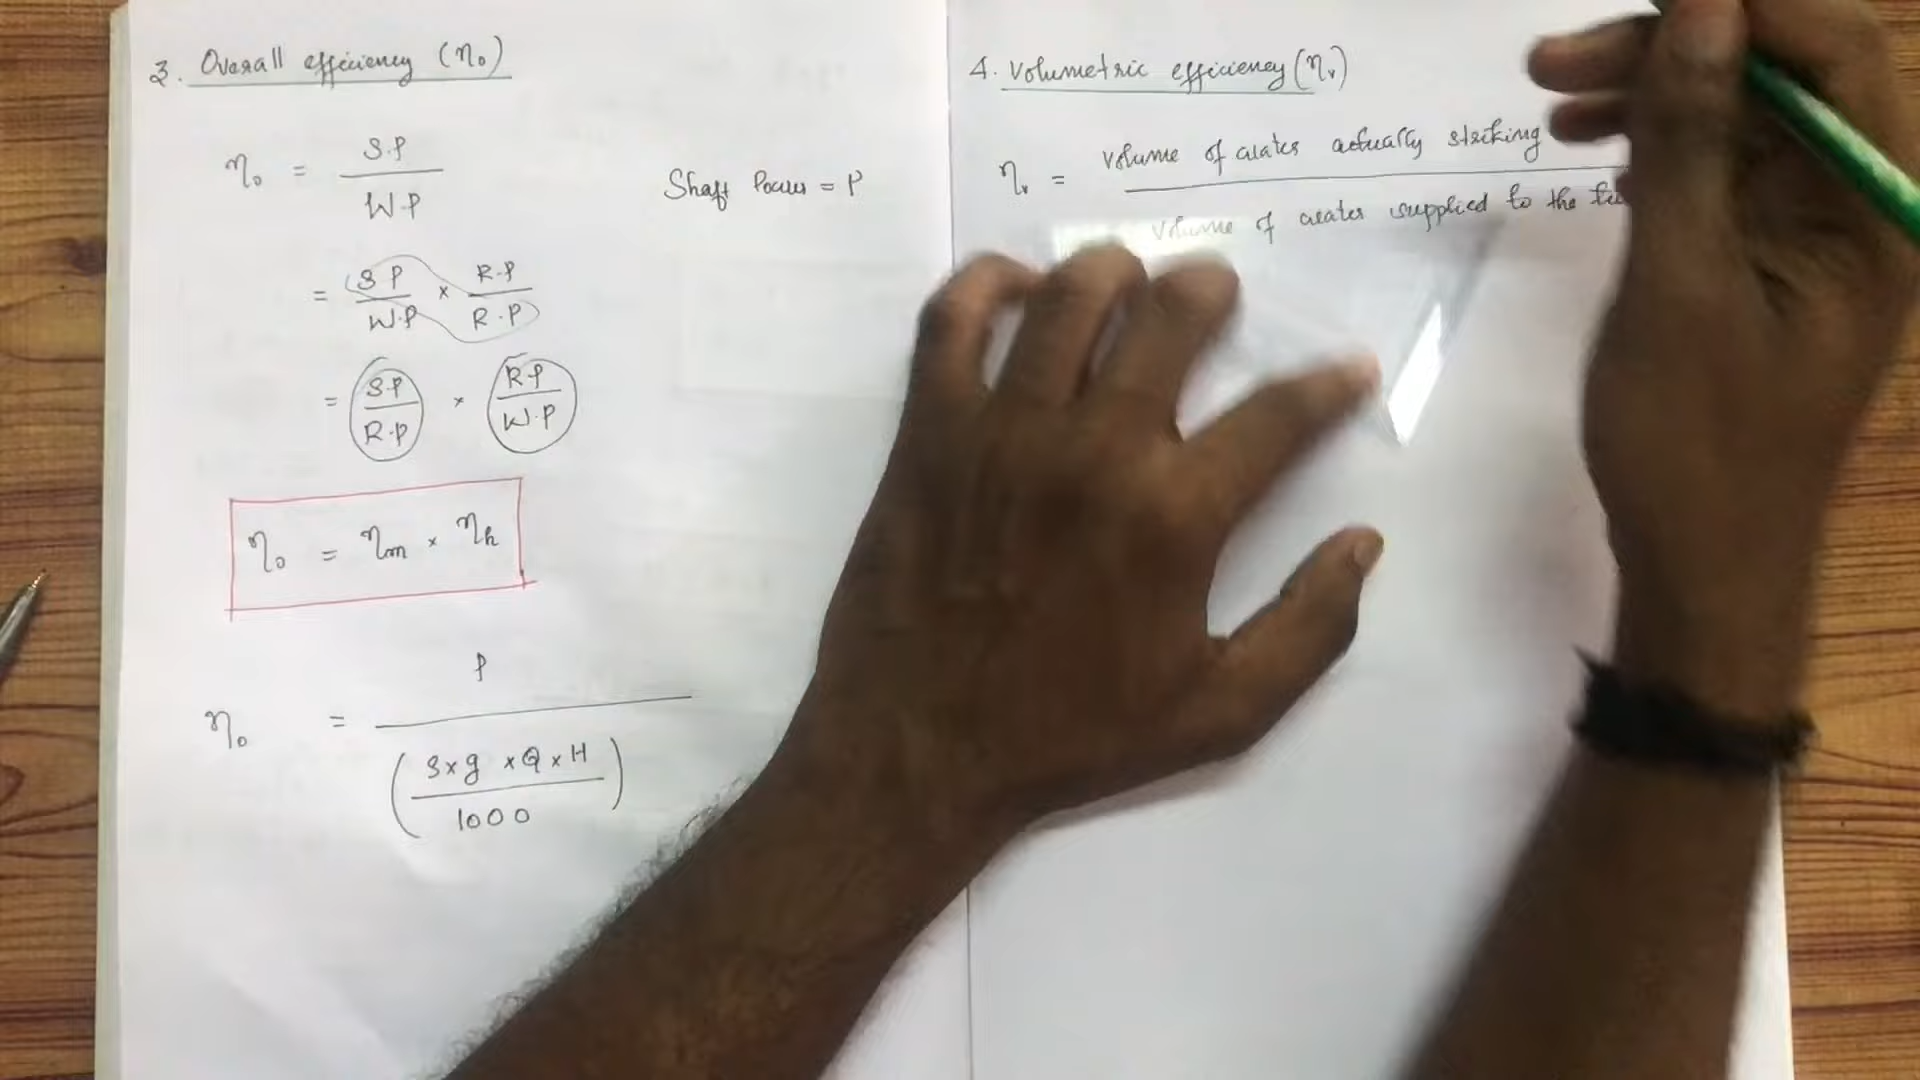 3. Overall efficiency (η₀)
η₀ = S.P / W.P
= S.P / W.P × R.P / R.P
= S.P / R.P × R.P / W.P
η₀ = ηm × ηh
η₀ = P / (ρ×g×Q×H / 1000)
Shaft Power = P
4. Volumetric efficiency (ηv)
ηv = Volume of water actually striking
Volume of water supplied to the